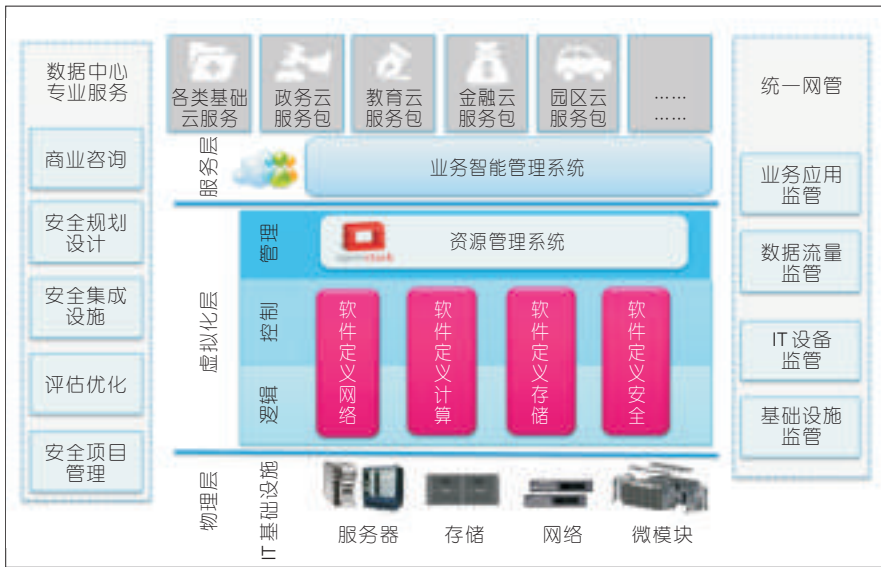 数据中心
专业服务
商业咨询
安全规划
设计
安全集成
设施
评估优化
安全项目
管理
各类基础
云服务
政务云
服务包
教育云
服务包
金融云
服务包
园区云
服务包
……
……
服务层
业务智能管理系统
虚拟化层
管理
openstack
资源管理系统
控制
逻辑
软件定义网络
软件定义计算
软件定义存储
软件定义安全
物理层
IT基础设施
服务器
存储
网络
微模块
统一网管
业务应用
监管
数据流量
监管
IT设备
监管
基础设施
监管